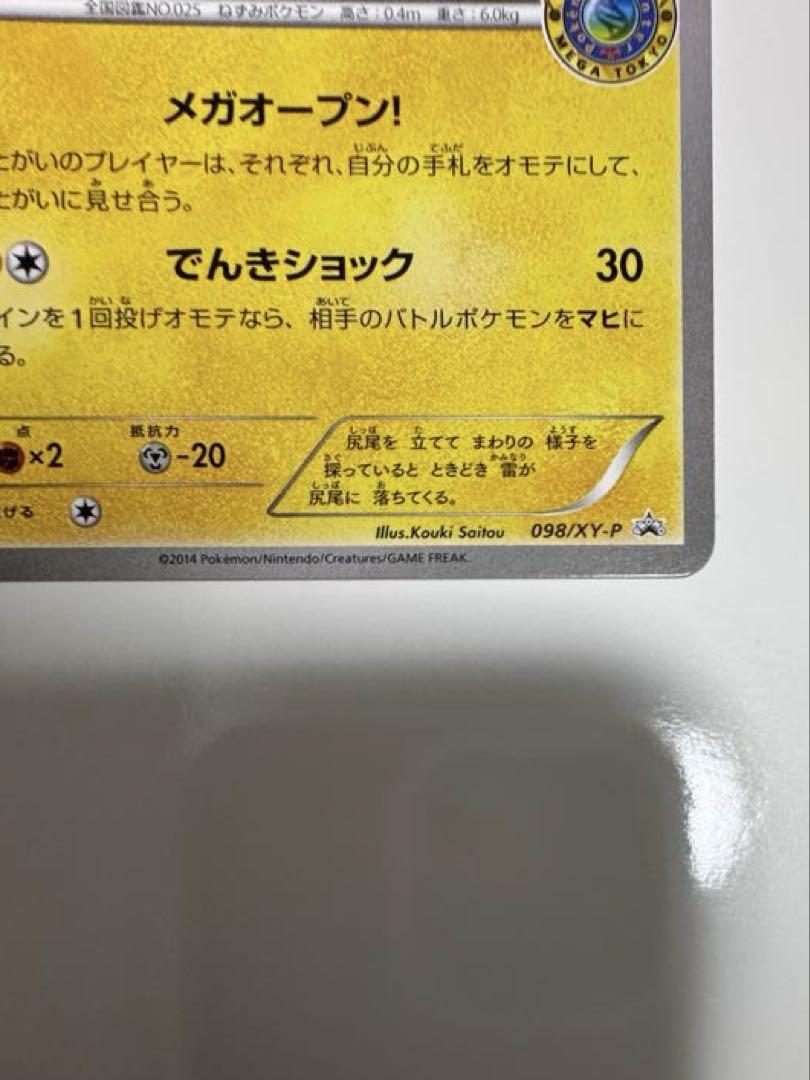 全国図鑑NO.025 ねずみポケモン 高さ:0.4m 重さ:6.0kg
MEGA TOKYO
メガオープン!
がいのプレイヤーは、それぞれ、自分の手札をオモテにして、
がいに見せ合う。
でんきショック 30
インを1回投げオモテなら、相手のバトルポケモンをマヒに
る。
点 抵抗力
×2 -20
尻尾を 立てて まわりの 様子を
探っていると ときどき 雷が
尻尾に 落ちてくる。
げる
Illus.Kouki Saitou 098/XY-P
©2014 Pokémon/Nintendo/Creatures/GAME FREAK.